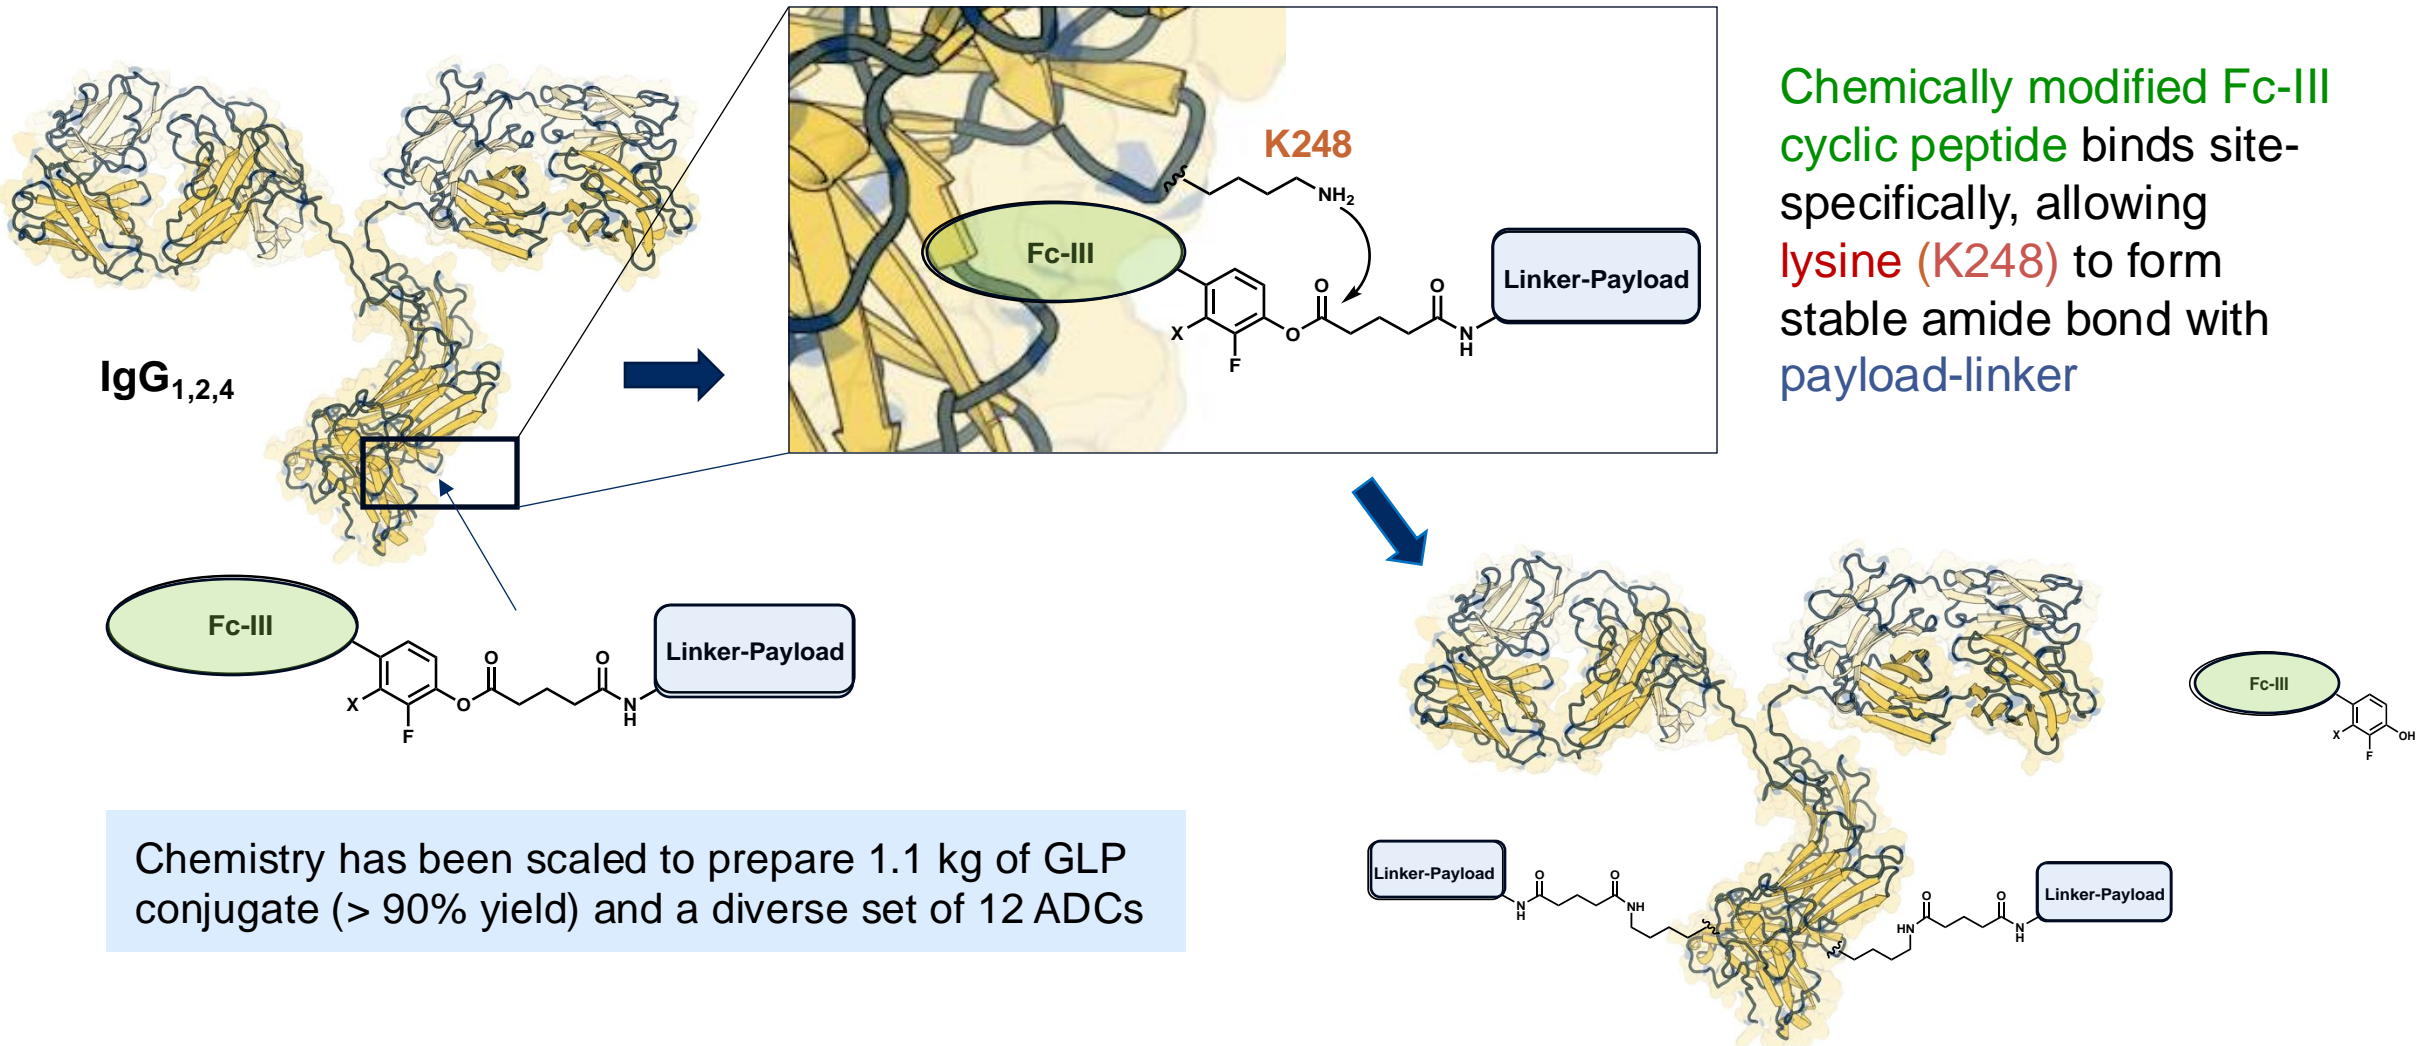 IgG1,2,4
K248
NH2
Fc-III
X
F
O
O
O
N
H
Linker-Payload
Chemically modified Fc-III
cyclic peptide binds site-
specifically, allowing
lysine (K248) to form
stable amide bond with
payload-linker
Fc-III
X
F
O
O
O
N
H
Linker-Payload
Chemistry has been scaled to prepare 1.1 kg of GLP
conjugate (> 90% yield) and a diverse set of 12 ADCs
Fc-III
X
F
OH
Linker-Payload
N
H
O
O
NH
HN
O
O
N
H
Linker-Payload